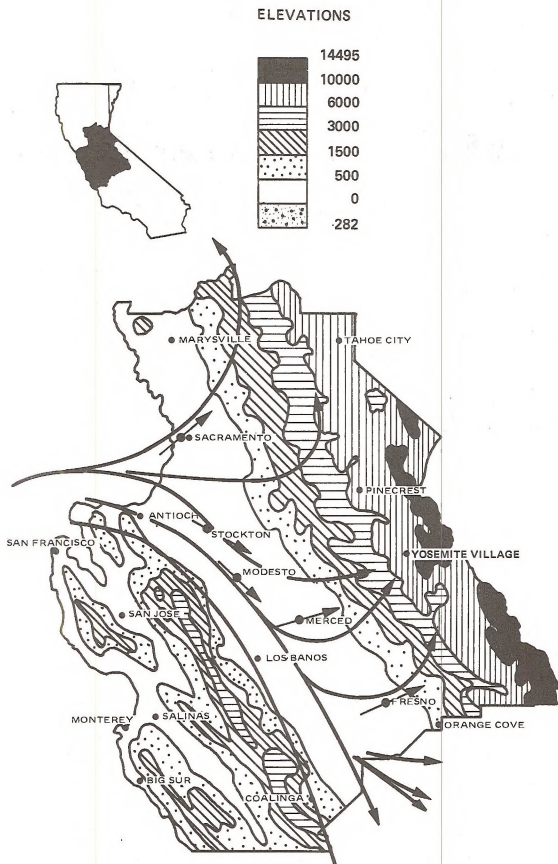 ELEVATIONS
14495
10000
6000
3000
1500
500
0
-282
MARYSVILLE
TAHOE CITY
SACRAMENTO
PINECREST
ANTIOCH
STOCKTON
SAN FRANCISCO
YOSEMITE VILLAGE
MODESTO
SAN JOSE
MERCED
LOS BANOS
FRESNO
MONTEREY
SALINAS
ORANGE COVE
BIG SUR
COALINGA